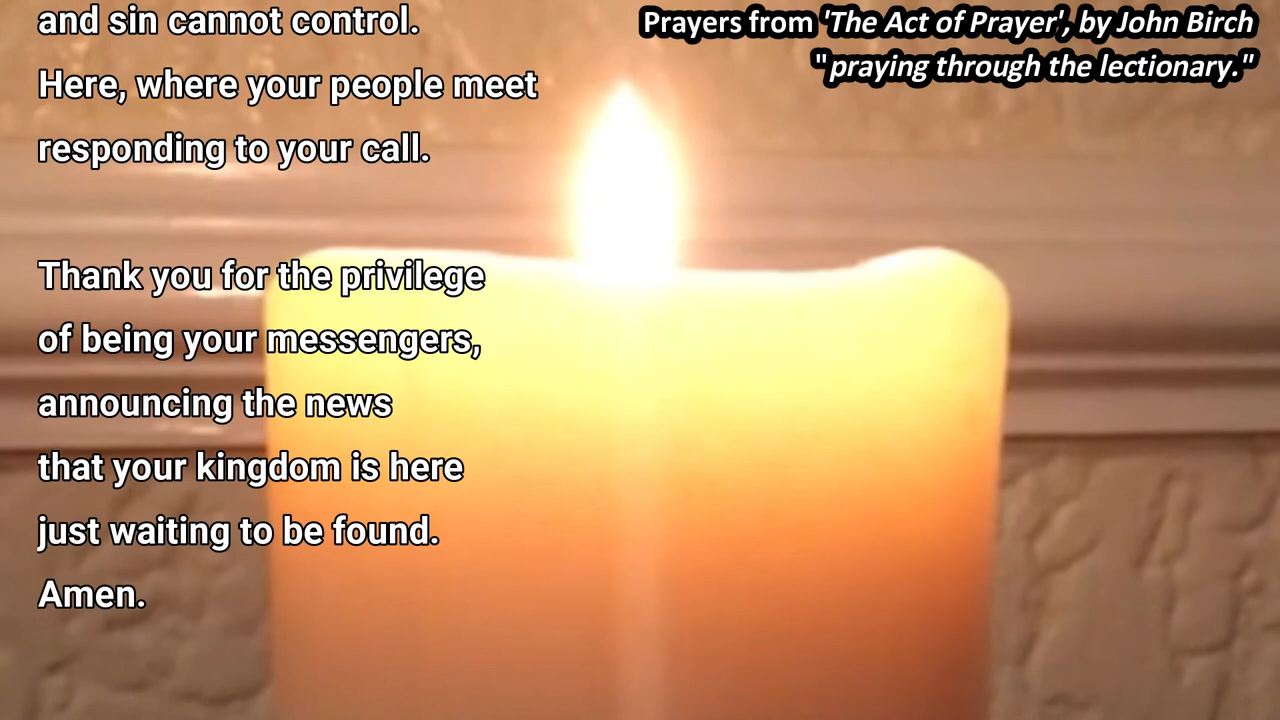 and sin cannot control.
Here, where your people meet
responding to your call.
Thank you for the privilege
of being your messengers,
announcing the news
that your kingdom is here
just waiting to be found.
Amen.
Prayers from 'The Act of Prayer', by John Birch
"praying through the lectionary."